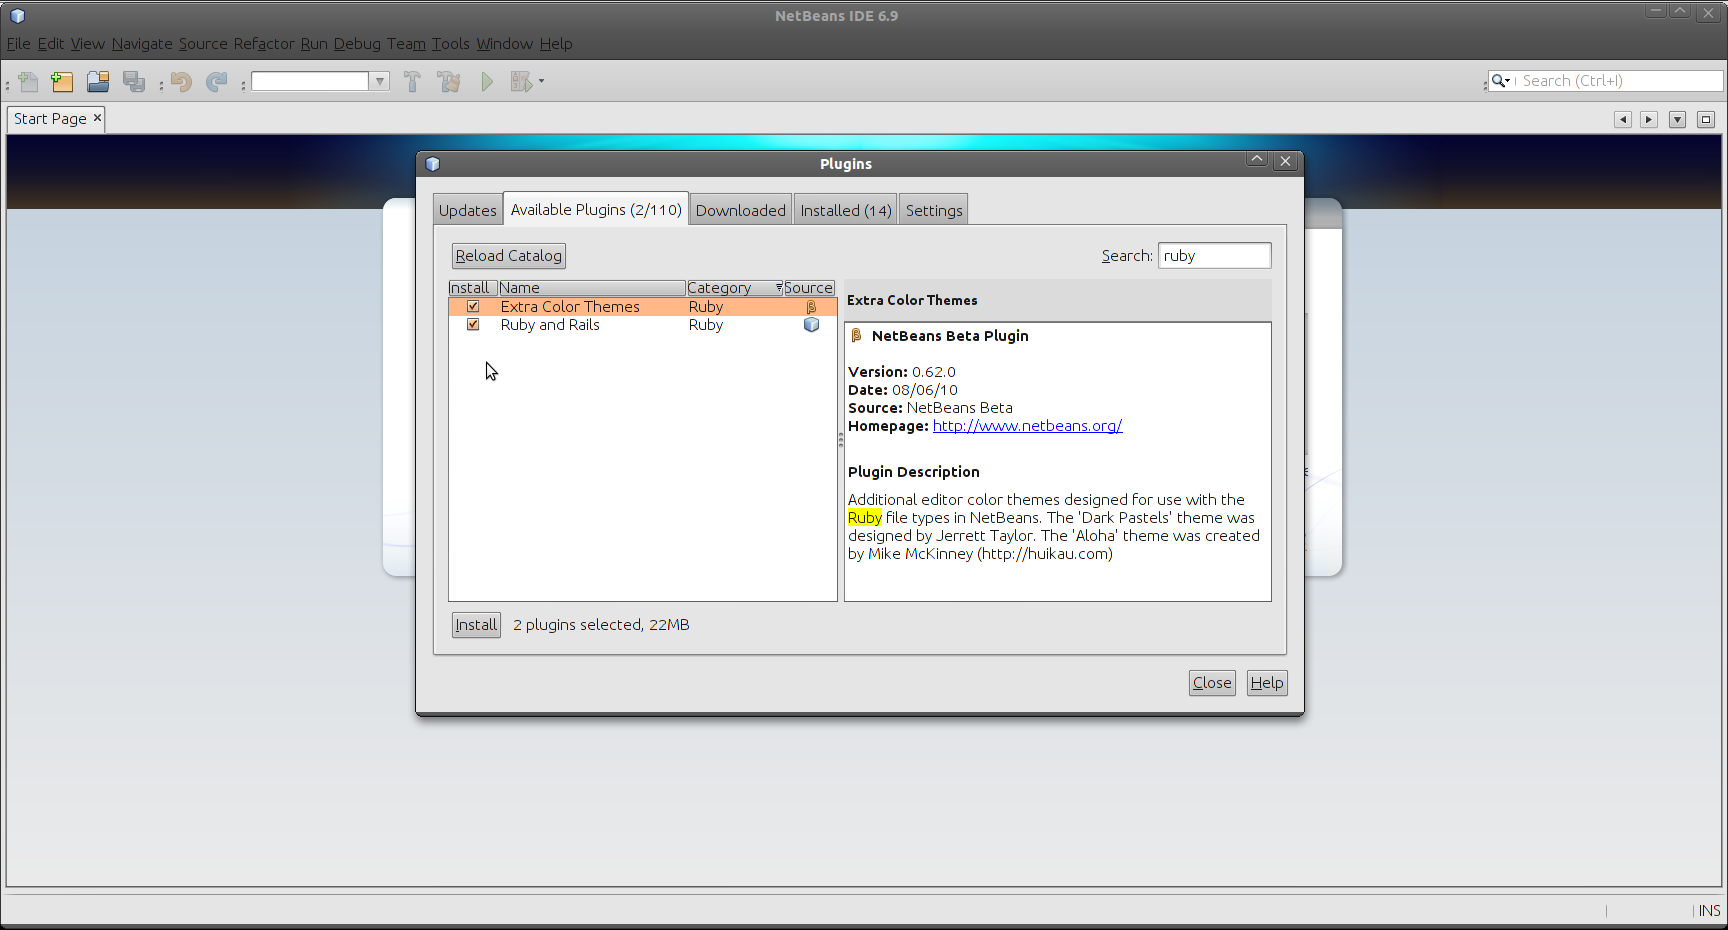 NetBeans IDE 6.9
File Edit View Navigate Source Refactor Run Debug Team Tools Window Help
Search (Ctrl+I)
Start Page
Plugins
Updates Available Plugins (2/110) Downloaded Installed (14) Settings
Reload Catalog Search: ruby
Install Name Category Source
Extra Color Themes Ruby β
Ruby and Rails Ruby
Extra Color Themes
β NetBeans Beta Plugin
Version: 0.62.0
Date: 08/06/10
Source: NetBeans Beta
Homepage: http://www.netbeans.org/
Plugin Description
Additional editor color themes designed for use with the
Ruby file types in NetBeans. The 'Dark Pastels' theme was
designed by Jerrett Taylor. The 'Aloha' theme was created
by Mike McKinney (http://huikau.com)
Install 2 plugins selected, 22MB
Close Help
INS